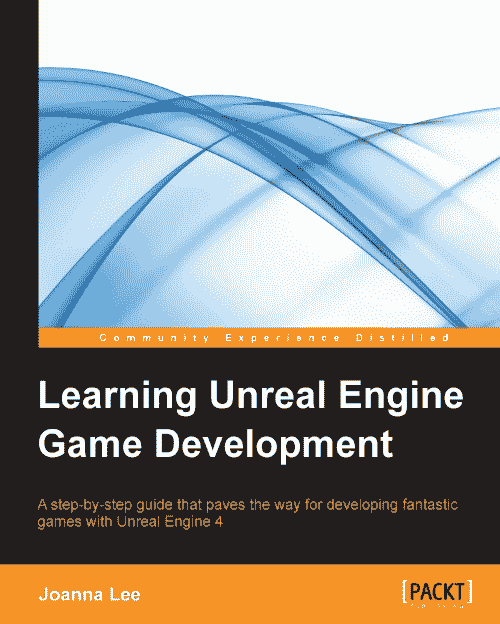 Community Experience Distilled
Learning Unreal Engine
Game Development
A step-by-step guide that paves the way for developing fantastic
games with Unreal Engine 4
Joanna Lee
[PACKT]